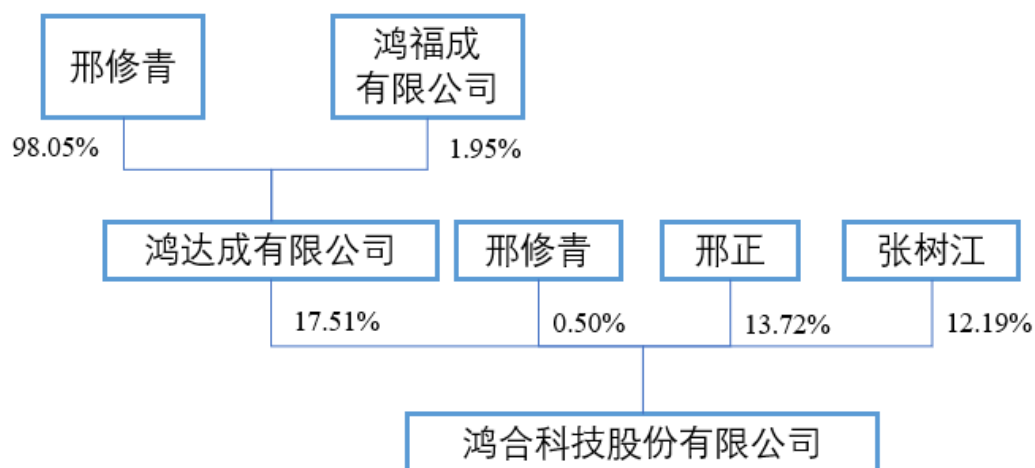 邢修青
鸿福成
有限公司
98.05%
1.95%
鸿达成有限公司
邢修青
邢正
张树江
17.51%
0.50%
13.72%
12.19%
鸿合科技股份有限公司